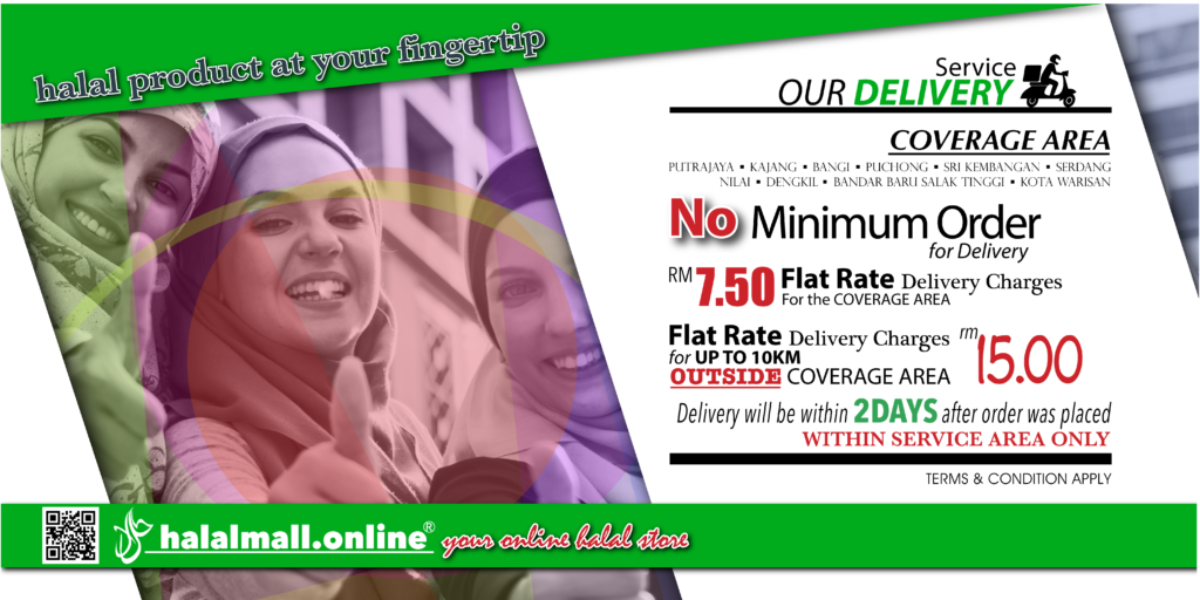 halal product at your fingertip
Service
OUR DELIVERY
COVERAGE AREA
PUTRAJAYA ▪ KAJANG ▪ BANGI ▪ PUCHONG ▪ SRI KEMBANGAN ▪ SERDANG
NILAI ▪ DENGKIL ▪ BANDAR BARU SALAK TINGGI ▪ KOTA WARISAN
No Minimum Order
for Delivery
RM 7.50 Flat Rate Delivery Charges
For the COVERAGE AREA
Flat Rate Delivery Charges rm 15.00
for UP TO 10KM
OUTSIDE COVERAGE AREA
Delivery will be within 2DAYS after order was placed
WITHIN SERVICE AREA ONLY
TERMS & CONDITION APPLY
halalmall.online® your online halal store